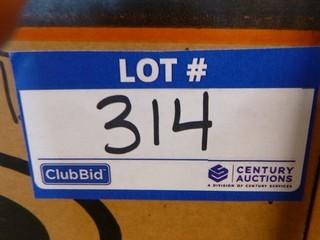 LOT #
314
ClubBid
CENTURY
AUCTIONS
A DIVISION OF CENTURY SERVICES